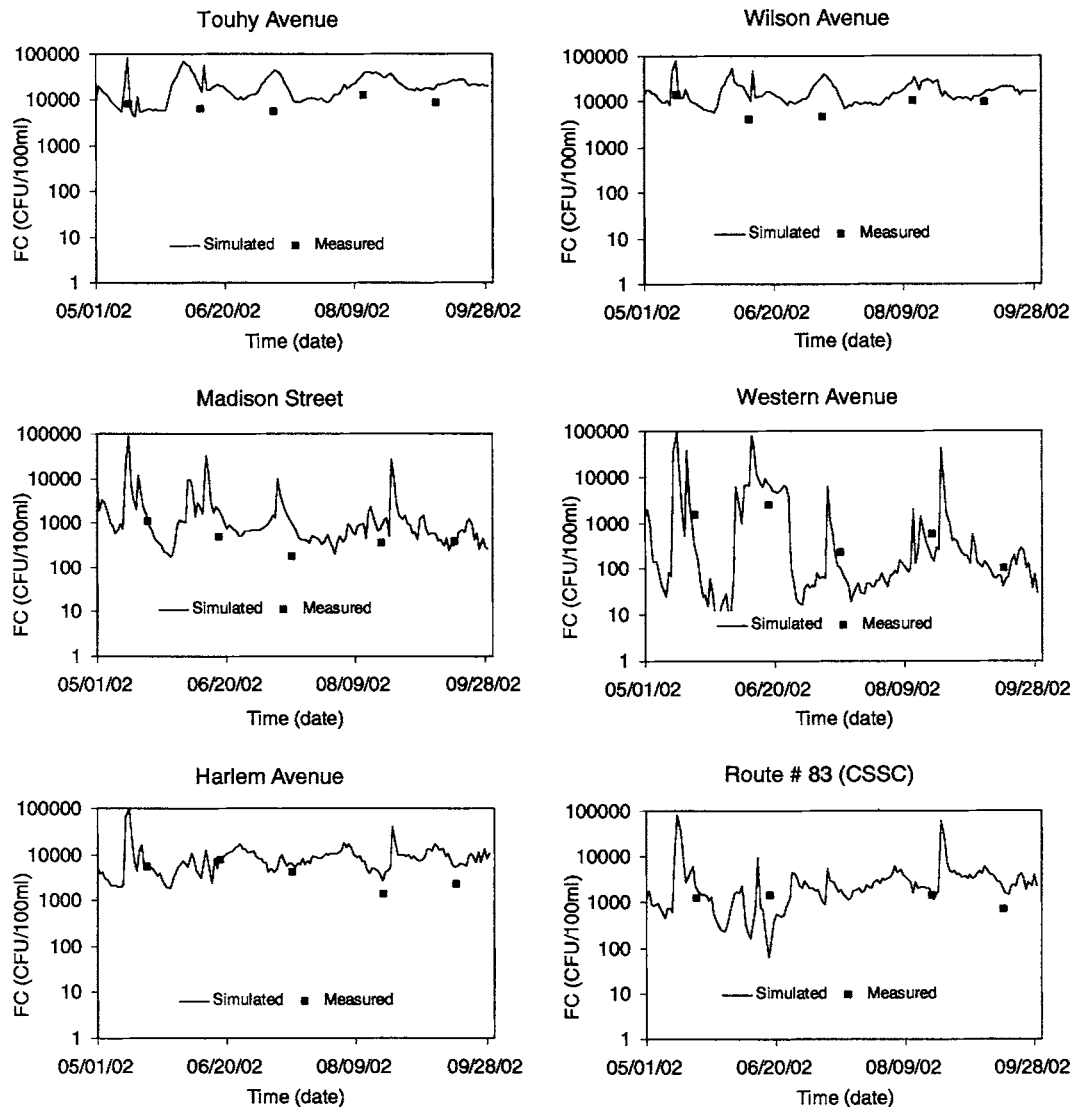 Touhy Avenue
FC (CFU/100ml)
100000
10000
1000
100
10
1
Simulated Measured
05/01/02 06/20/02 08/09/02 09/28/02
Time (date)
Wilson Avenue
FC (CFU/100ml)
100000
10000
1000
100
10
1
Simulated Measured
05/01/02 06/20/02 08/09/02 09/28/02
Time (date)
Madison Street
FC (CFU/100ml)
100000
10000
1000
100
10
1
Simulated Measured
05/01/02 06/20/02 08/09/02 09/28/02
Time (date)
Western Avenue
FC (CFU/100ml)
100000
10000
1000
100
10
1
Simulated Measured
05/01/02 06/20/02 08/09/02 09/28/02
Time (date)
Harlem Avenue
FC (CFU/100ml)
100000
10000
1000
100
10
1
Simulated Measured
05/01/02 06/20/02 08/09/02 09/28/02
Time (date)
Route # 83 (CSSC)
FC (CFU/100ml)
100000
10000
1000
100
10
1
Simulated Measured
05/01/02 06/20/02 08/09/02 09/28/02
Time (date)